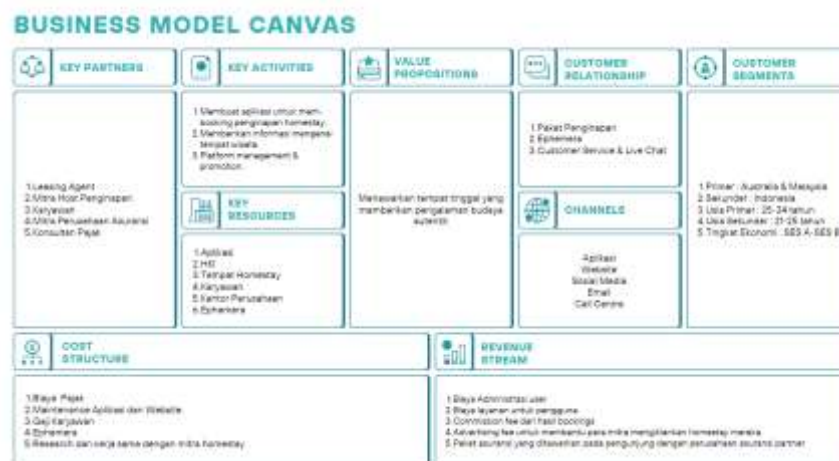 BUSINESS MODEL CANVAS
KEY PARTNERS
1.Leasing Agent
2.Mitra Host Penginapan
3.Karyawan
4.Mitra Perusahaan Asuransi
5.Konsultan Pajak
KEY ACTIVITIES
1.Membuat aplikasi untuk mem-
booking penginapan homestay.
2.Memberikan informasi mengenai
tempat wisata
3.Platform management &
promotion.
KEY
RESOURCES
1.Aplikasi
2.HKI
3.Tempat Homestay
4.Karyawan
5.Kantor Perusahaan
6.Ephemera
VALUE
PROPOSITIONS
Menawarkan tempat tinggal yang
memberikan pengalaman budaya
autentik
CUSTOMER
RELATIONSHIP
1.Paket Penginapan
2.Ephemera
3.Customer Service & Live Chat
CHANNELS
Aplikasi
Website
Sosial Media
Email
Call Centre
CUSTOMER
SEGMENTS
1.Primer : Australia & Malaysia
2.Sekunder : Indonesia
3.Usia Primer : 25-34 tahun
4.Usia Sekunder : 21-25 tahun
5.Tingkat Ekonomi : SES A-SES B
COST
STRUCTURE
1.Biaya Pajak
2.Maintenance Aplikasi dan Website
3.Gaji Karyawan
4.Ephemera
5.Research dan kerja sama dengan mitra homestay
REVENUE
STREAM
1.Biaya Administrasi user
2.Biaya layanan untuk pengguna
3.Commission fee dari hasil bookings
4.Advertising fee untuk membantu para mitra mengiklankan homestay mereka.
5.Paket asuransi yang ditawarkan pada pengunjung dengan perusahaan asuransi partner